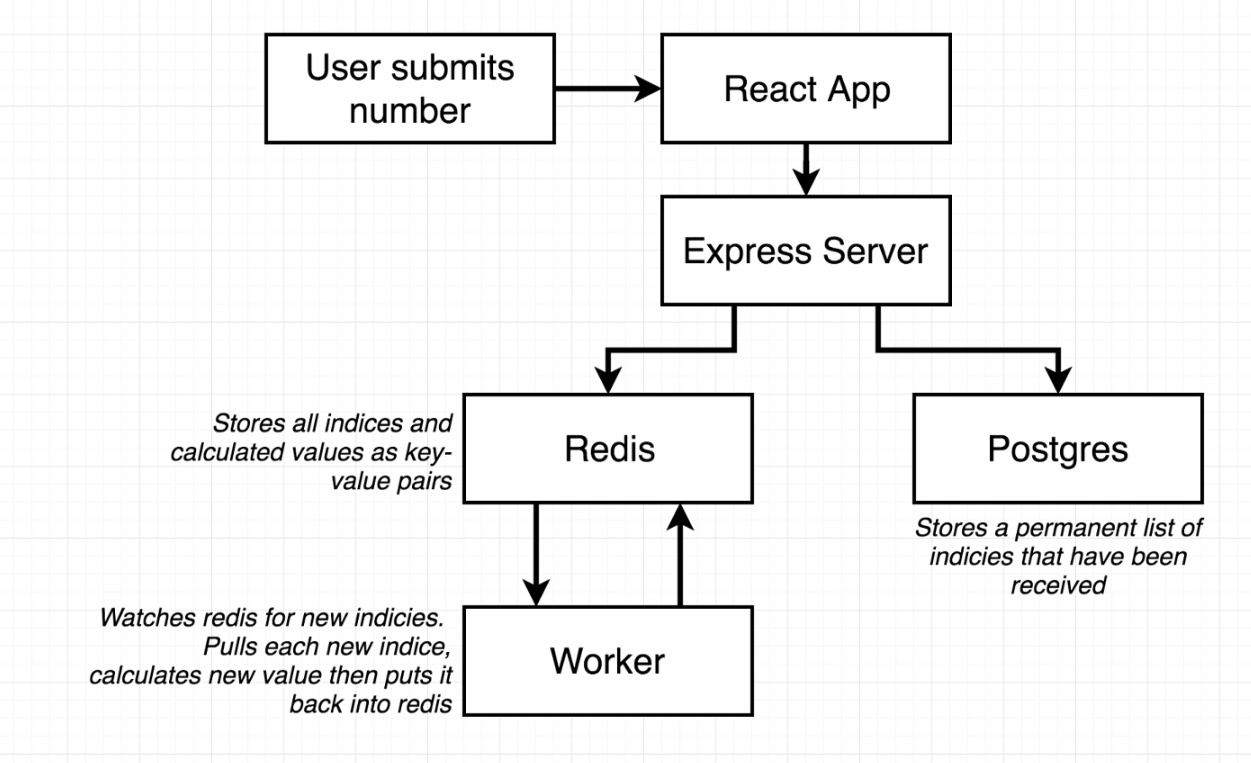 User submits
number
React App
Express Server
Stores all indices and
calculated values as key-
value pairs
Redis
Postgres
Stores a permanent list of
indicies that have been
received
Watches redis for new indicies.
Pulls each new indice,
calculates new value then puts it
back into redis
Worker